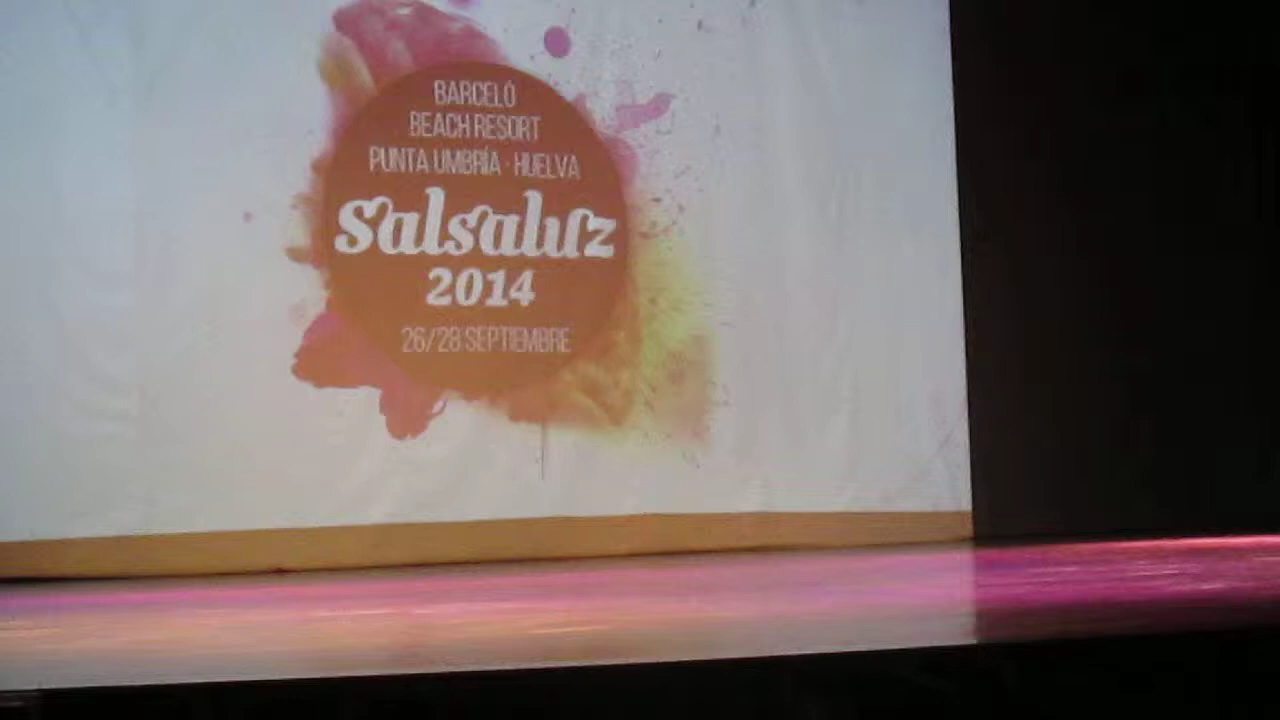 BARCELÓ
BEACH RESORT
PUNTA UMBRÍA · HUELVA
Salsaluz
2014
26/28 SEPTIEMBRE